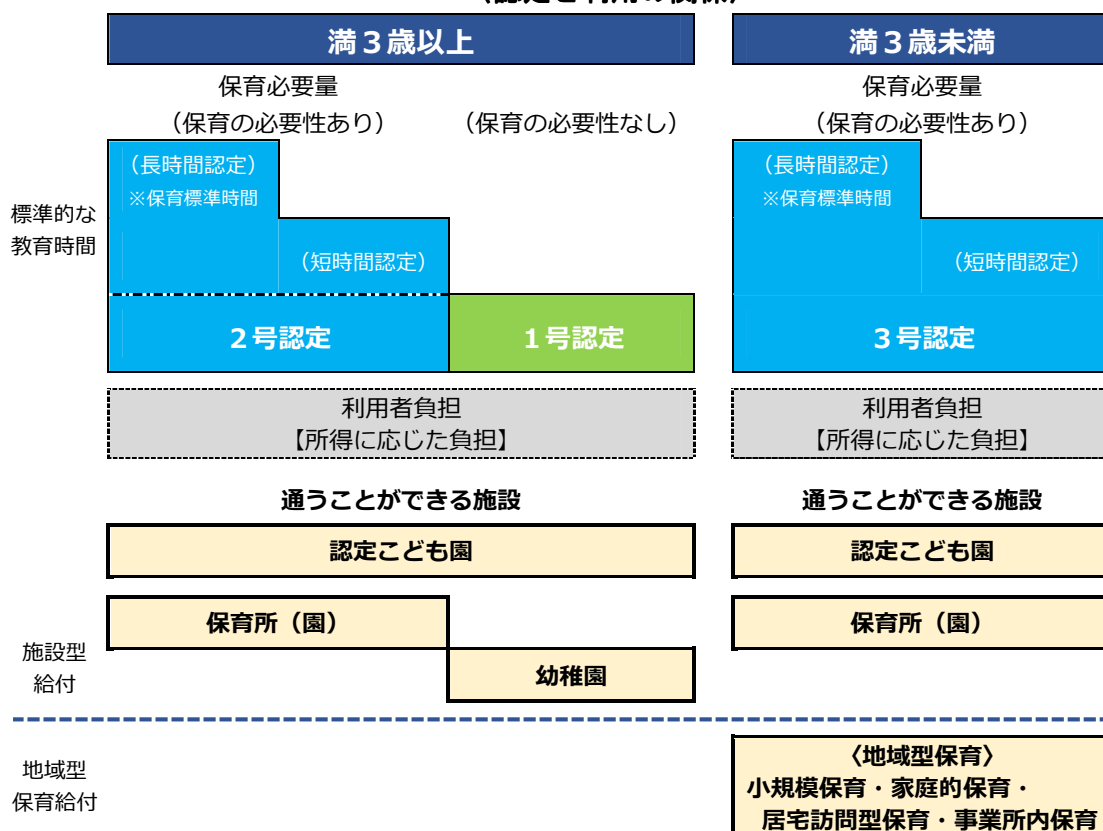 満３歳以上
満３歳未満
保育必要量
（保育の必要性あり）
（保育の必要性なし）
保育必要量
（保育の必要性あり）
標準的な
教育時間
（長時間認定）
※保育標準時間
（短時間認定）
２号認定
１号認定
（長時間認定）
※保育標準時間
（短時間認定）
３号認定
利用者負担
【所得に応じた負担】
利用者負担
【所得に応じた負担】
通うことができる施設
通うことができる施設
認定こども園
認定こども園
施設型
給付
保育所（園）
幼稚園
保育所（園）
地域型
保育給付
〈地域型保育〉
小規模保育・家庭的保育・
居宅訪問型保育・事業所内保育